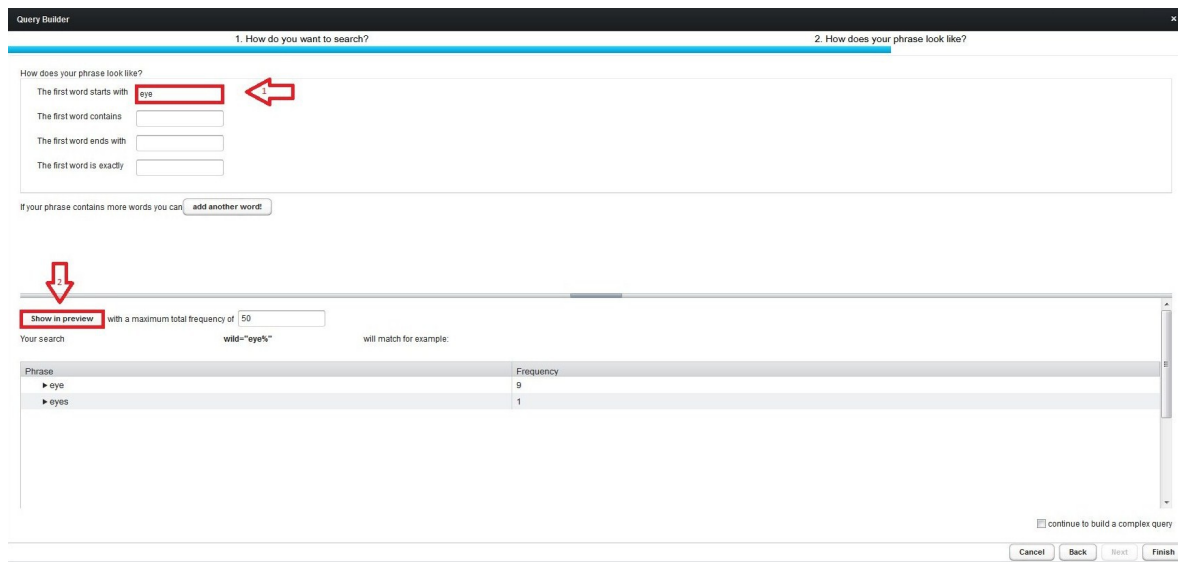 Query Builder ×
1. How do you want to search? 2. How does your phrase look like?
How does your phrase look like?
The first word starts with eye 1
The first word contains
The first word ends with
The first word is exactly
If your phrase contains more words you can add another word!
2
Show in preview with a maximum total frequency of 50
Your search wild="eye%" will match for example:
Phrase Frequency
eye 9
eyes 1
continue to build a complex query
Cancel Back Next Finish